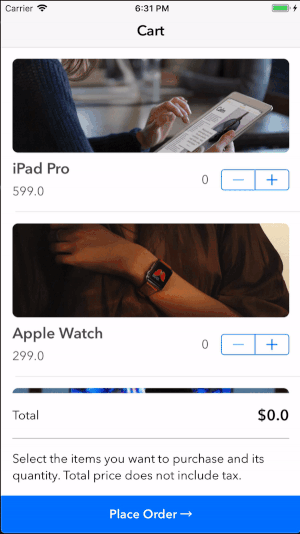 Carrier 6:31 PM
Cart
iPad Pro
599.0
0 — +
Apple Watch
299.0
0 — +
Total $0.0
Select the items you want to purchase and its
quantity. Total price does not include tax.
Place Order →